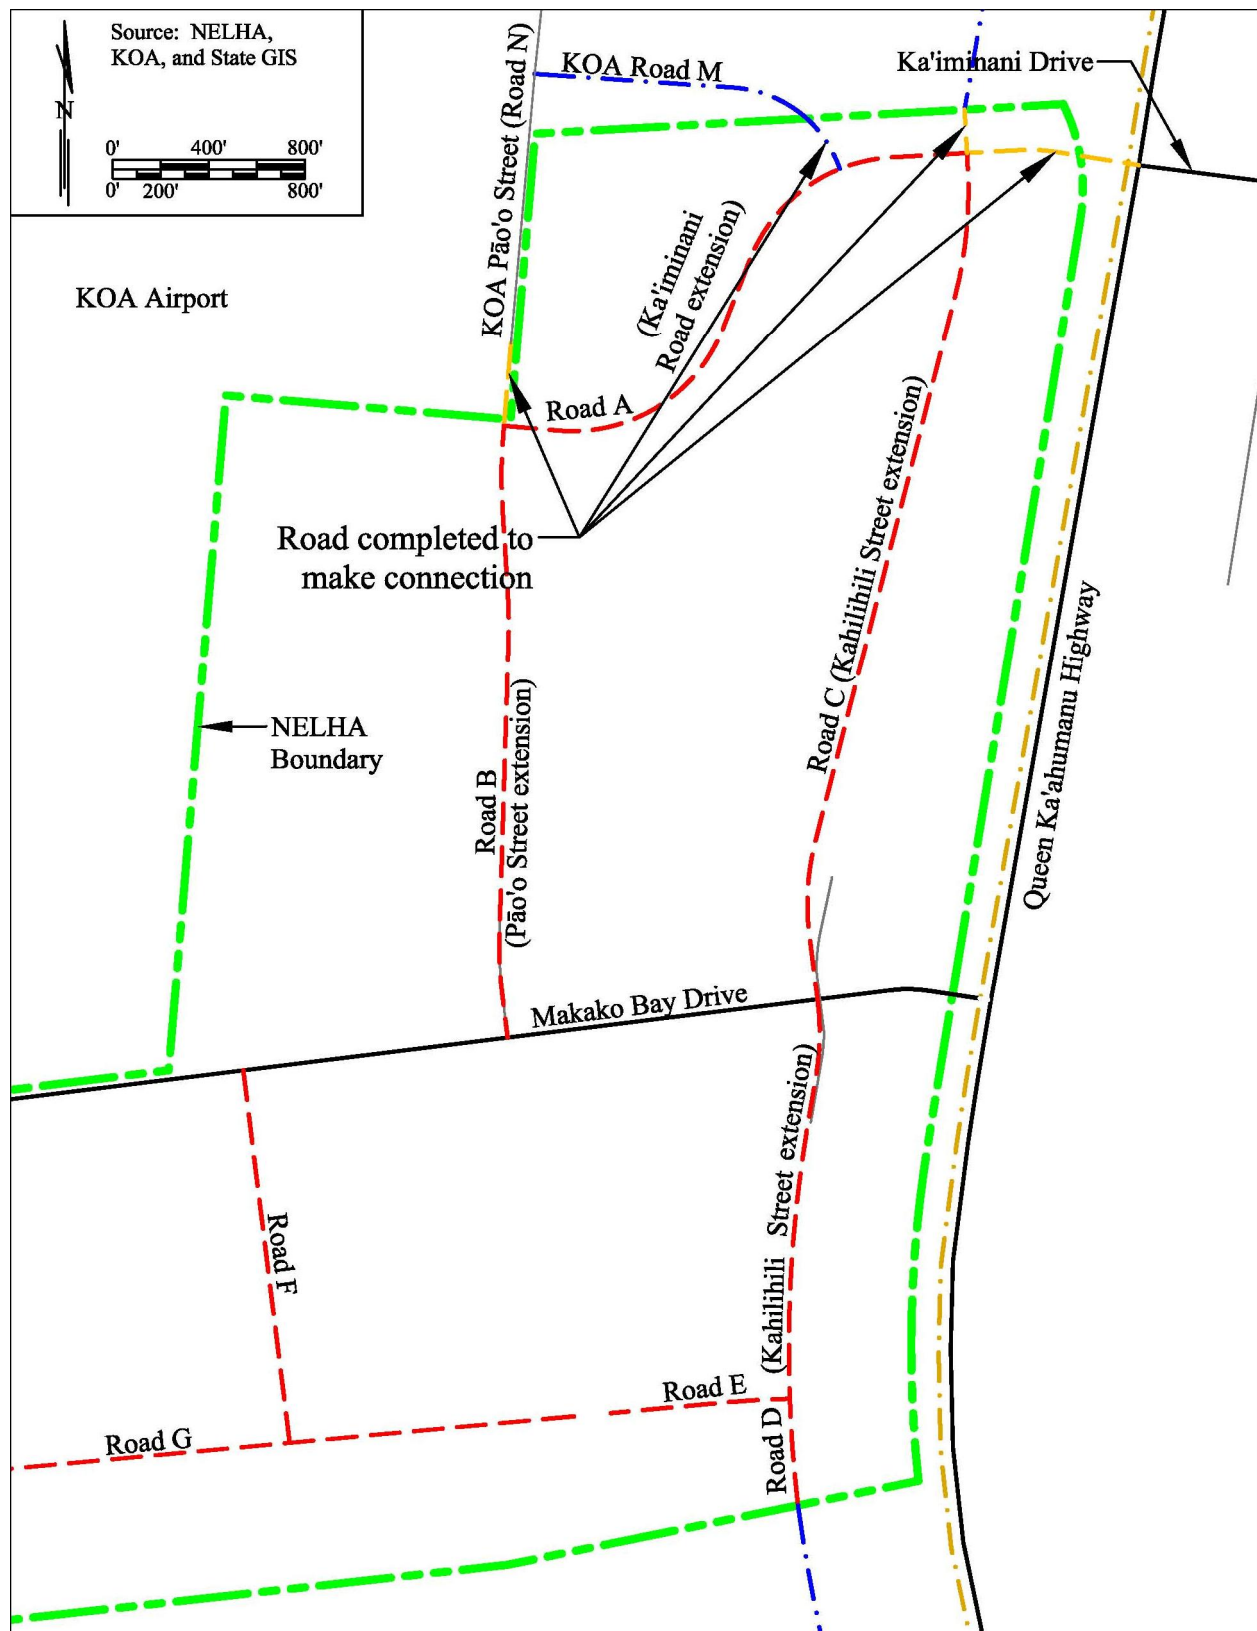 Source: NELHA,
KOA, and State GIS
N
0' 400' 800'
0' 200' 800'
KOA Pāo'o Street (Road N)
KOA Road M
Ka'iminani Drive
KOA Airport
(Ka'iminani
Road extension)
Road A
Road completed to
make connection
Road C (Kahilihili Street extension)
Queen Ka'ahumanu Highway
NELHA
Boundary
Road B
(Pāo'o Street extension)
Makako Bay Drive
Road F
Road D (Kahilihili Street extension)
Road E
Road G